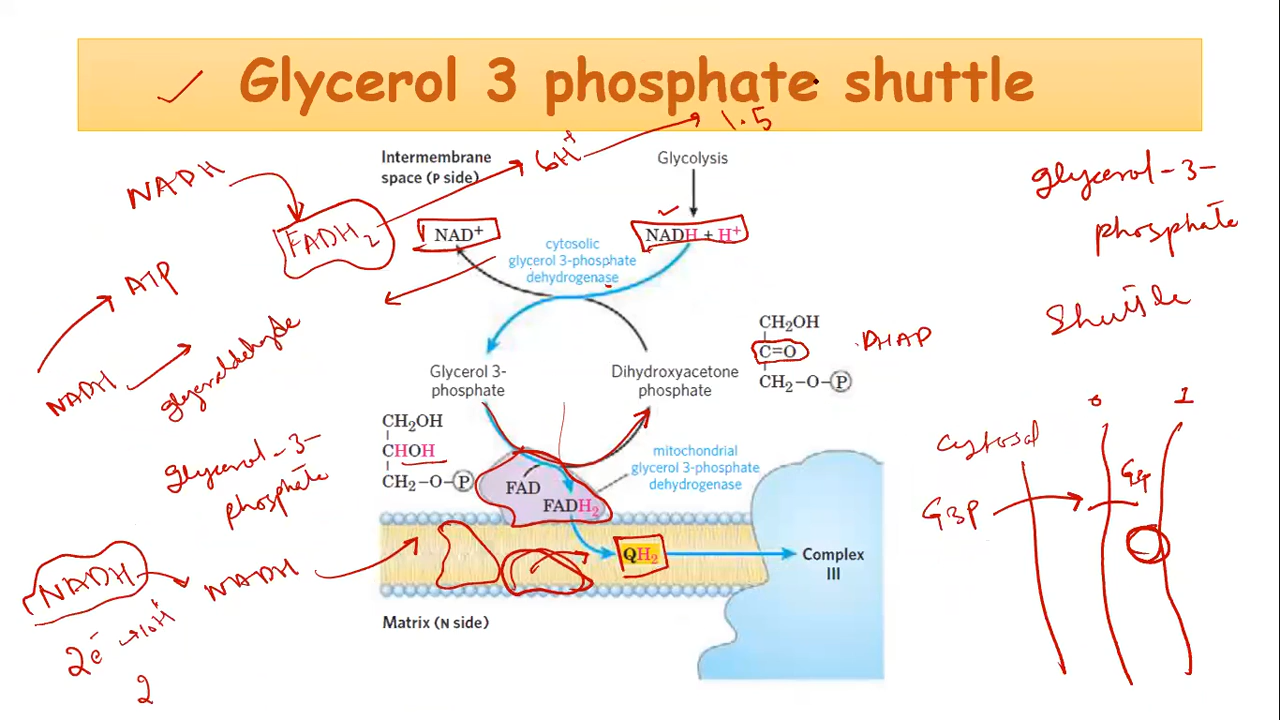 Glycerol 3 phosphate shuttle
1.5
6H+
NADH
FADH2
Intermembrane
space (P side)
Glycolysis
NAD+
NADH + H+
cytosolic
glycerol 3-phosphate
dehydrogenase
glycerol-3-
phosphate
shuttle
ATP
NADH
glyceraldehyde
Glycerol 3-
phosphate
Dihydroxyacetone
phosphate
CH2OH
C=O
CH2–O–P
DHAP
CH2OH
CHOH
CH2–O–P
glycerol-3-
phosphate
FAD
FADH2
mitochondrial
glycerol 3-phosphate
dehydrogenase
QH2
Complex
III
Matrix (N side)
NADH
NADH
2e- → 10H+
2
cytosol
G3P
1